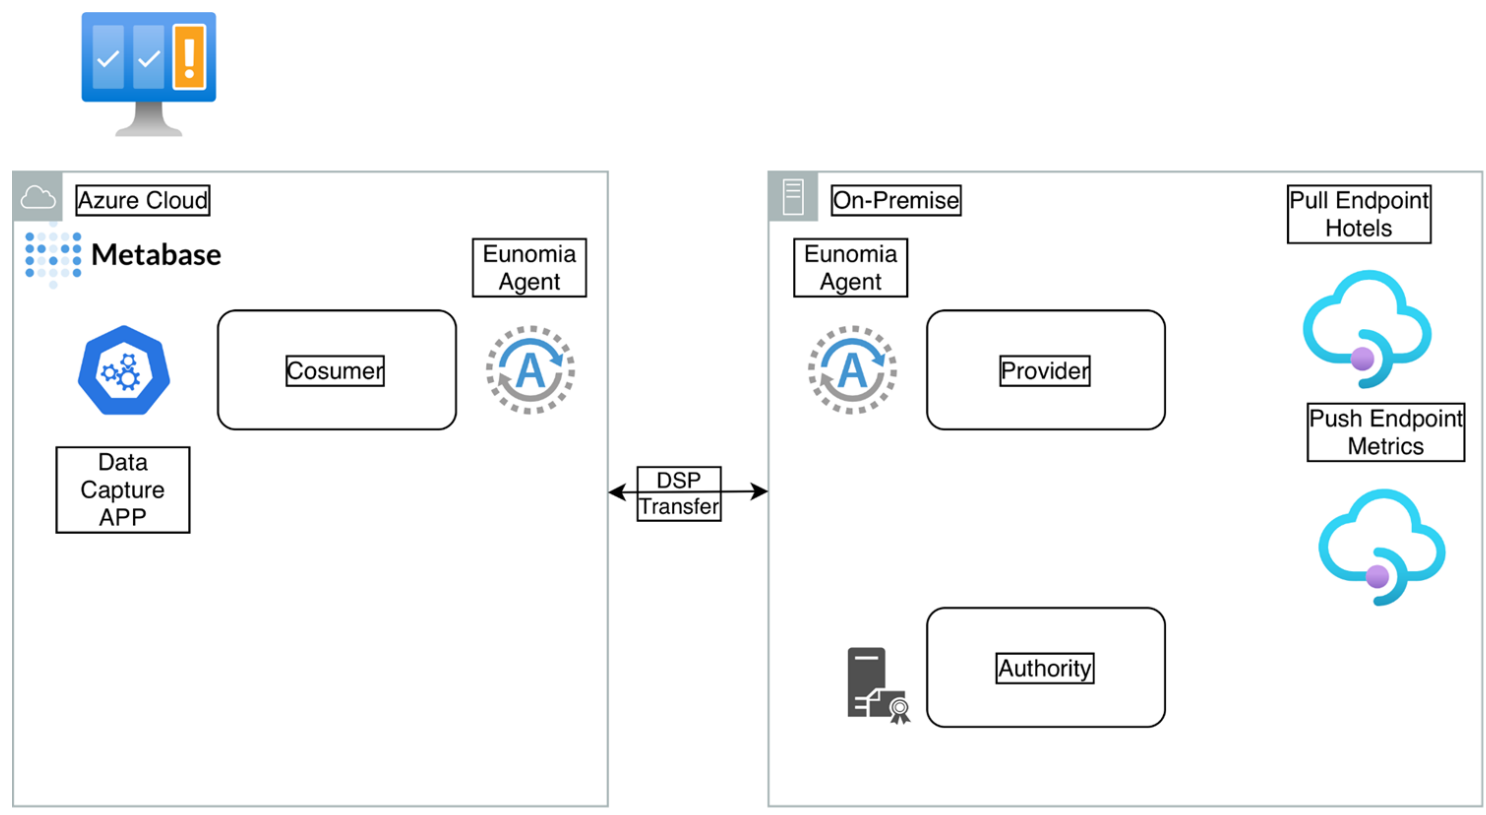 Azure Cloud
Metabase
Eunomia
Agent
Cosumer
A
Data
Capture
APP
DSP
Transfer
On-Premise
Eunomia
Agent
A
Provider
Pull Endpoint
Hotels
Push Endpoint
Metrics
Authority